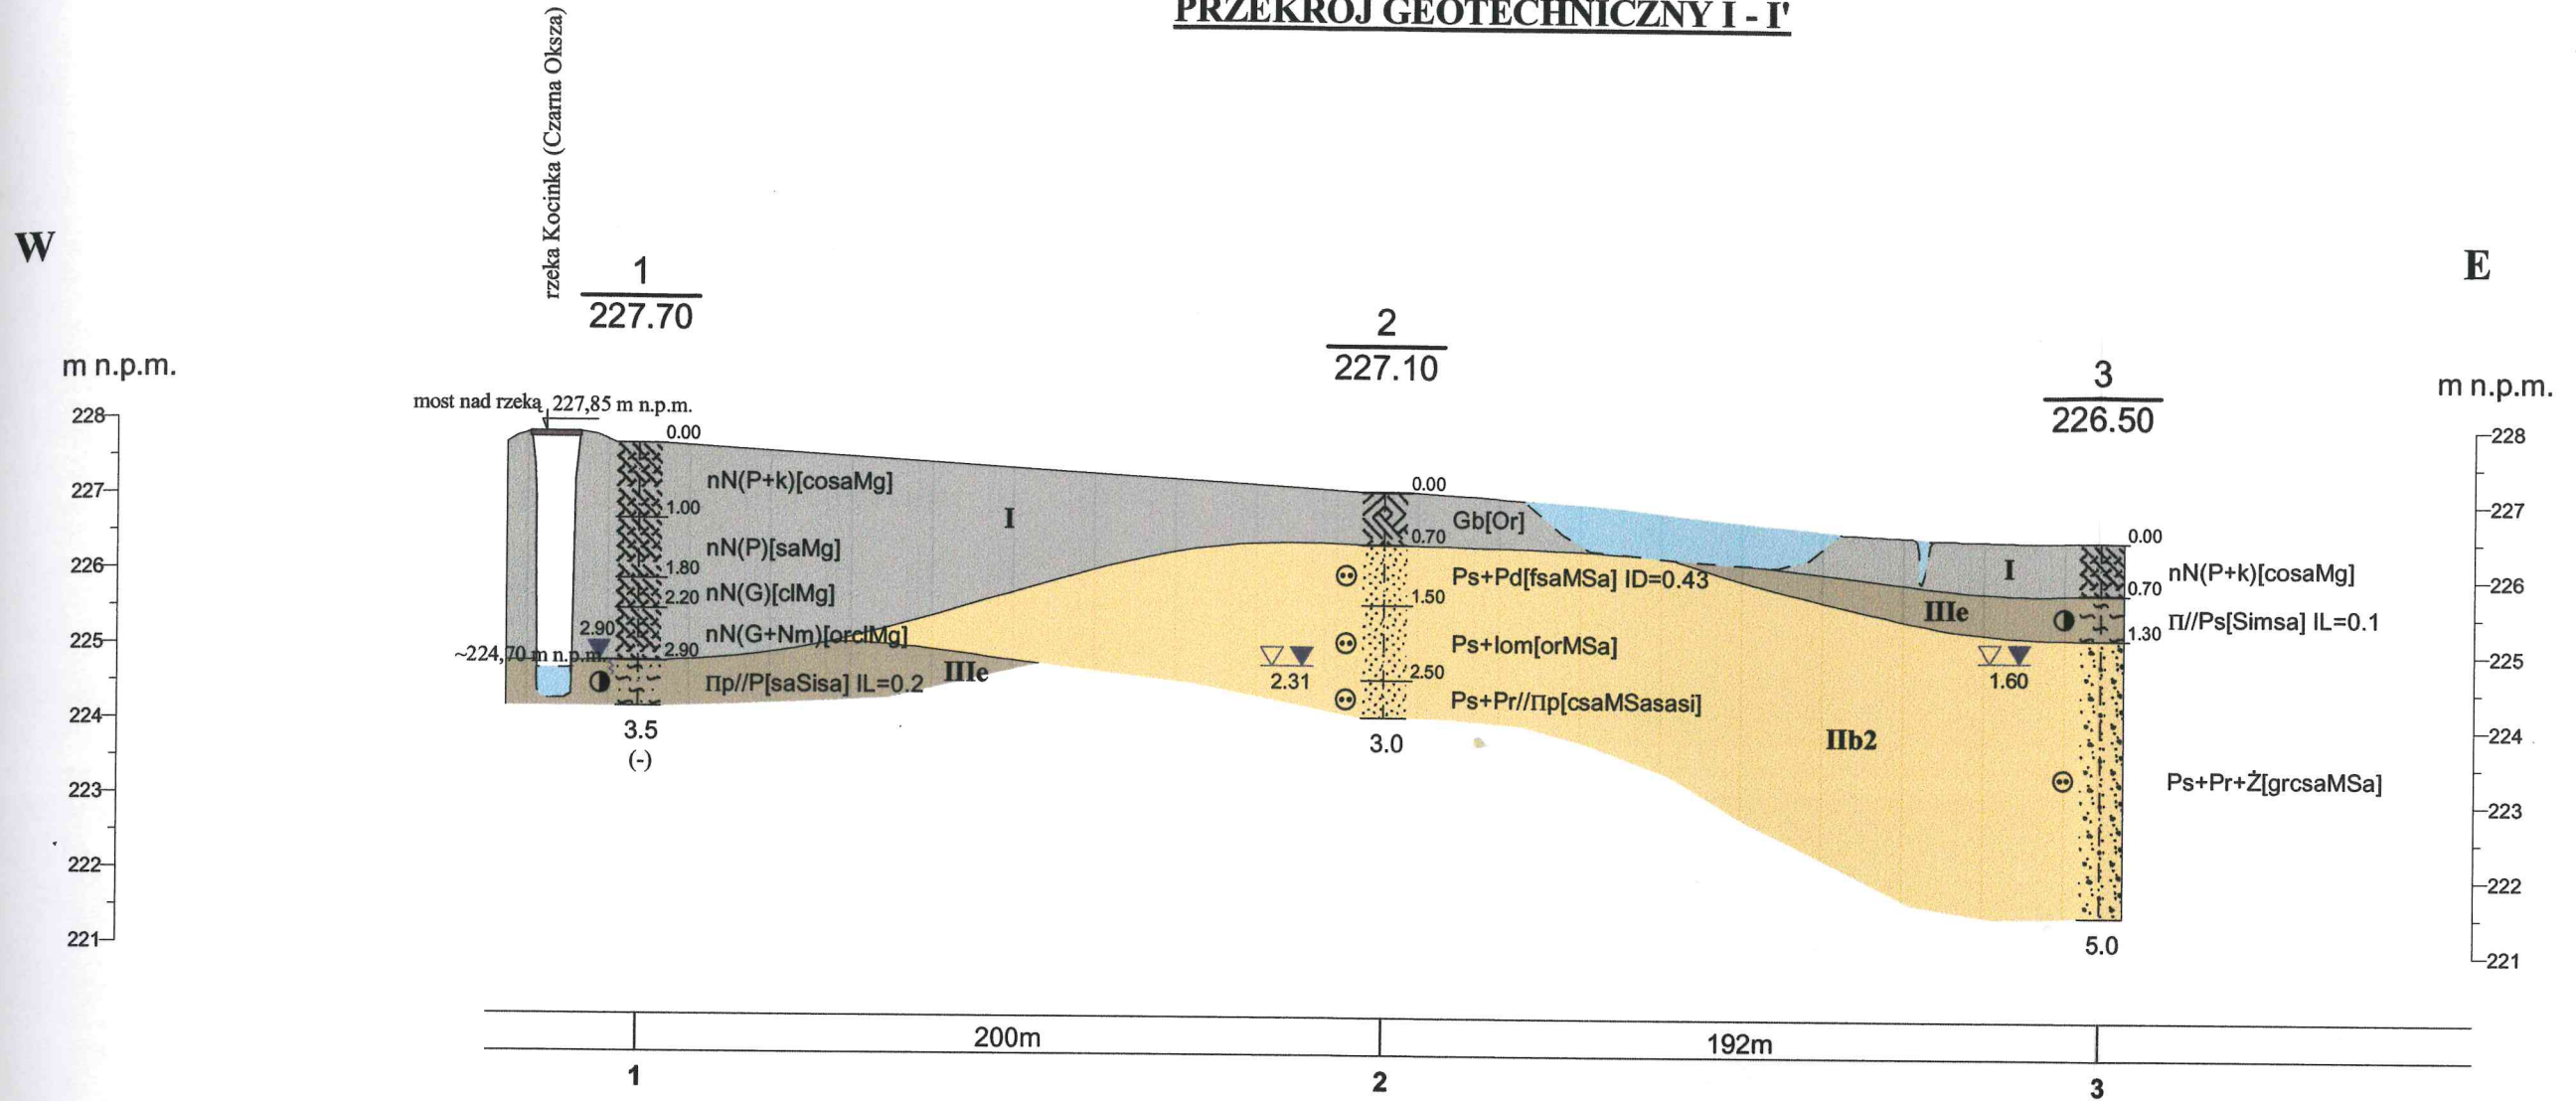 PRZEKRÓJ GEOTECHNICZNY I - I'
rzeka Kocinka (Czarna Oksza)
W
E
1
227.70
2
227.10
3
226.50
m n.p.m.
m n.p.m.
228
227
226
225
224
223
222
221
most nad rzeką 227,85 m n.p.m.
0.00
nN(P+k)[cosaMg]
1.00
nN(P)[saMg]
1.80
nN(G)[clMg]
2.20
nN(G+Nm)[orclMg]
2.90
2.90
~224,70 m n.p.m.
Πp//P[saSisa] IL=0.2
IIIe
3.5
(-)
I
0.00
Gb[Or]
0.70
Ps+Pd[fsaMSa] ID=0.43
1.50
Ps+lom[orMSa]
2.31
2.50
Ps+Pr//Πp[csaMSasasi]
3.0
I
IIIe
IIb2
0.00
nN(P+k)[cosaMg]
0.70
Π//Ps[Simsa] IL=0.1
1.30
1.60
Ps+Pr+Ż[grcsaMSa]
5.0
228
227
226
225
224
223
222
221
200m
192m
1
2
3